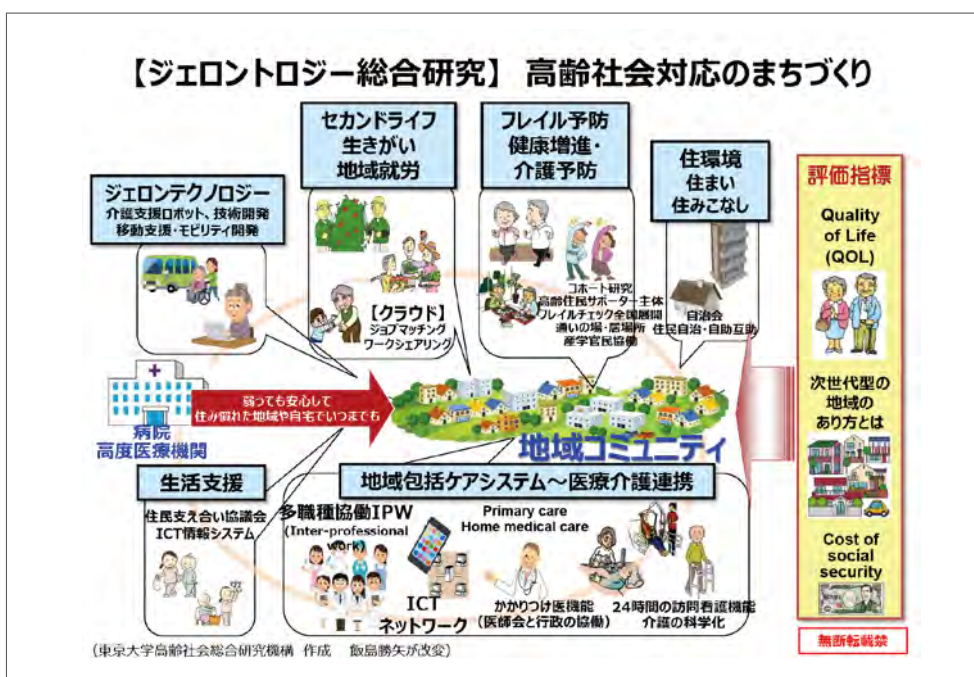 【ジェロントロジー総合研究】 高齢社会対応のまちづくり
ジェロンテクノロジー
介護支援ロボット、技術開発
移動支援・モビリティ開発
セカンドライフ
生きがい
地域就労
【クラウド】
ジョブマッチング
ワークシェアリング
フレイル予防
健康増進・
介護予防
コホート研究
高齢住民サポーター主体
フレイルチェック全国展開
通いの場・居場所
産学官民協働
住環境
住まい
住みこなし
自治会
住民自治・自助互助
評価指標
Quality
of Life
(QOL)
次世代型の
地域の
あり方とは
Cost of
social
security
病院
高度医療機関
弱っても安心して
住み慣れた地域や自宅でいつまでも
地域コミュニティ
生活支援
住民支え合い協議会
ICT情報システム
地域包括ケアシステム～医療介護連携
多職種協働IPW
(Inter-professional
work)
ICT
ネットワーク
Primary care
Home medical care
かかりつけ医機能
(医師会と行政の協働)
24時間の訪問看護機能
介護の科学化
(東京大学高齢社会総合研究機構 作成 飯島勝矢が改変)
無断転載禁